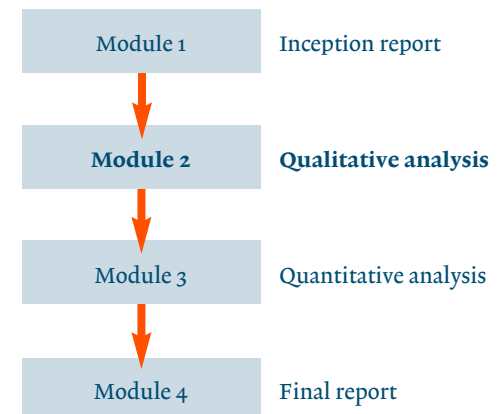 Module 1 Inception report
Module 2 Qualitative analysis
Module 3 Quantitative analysis
Module 4 Final report